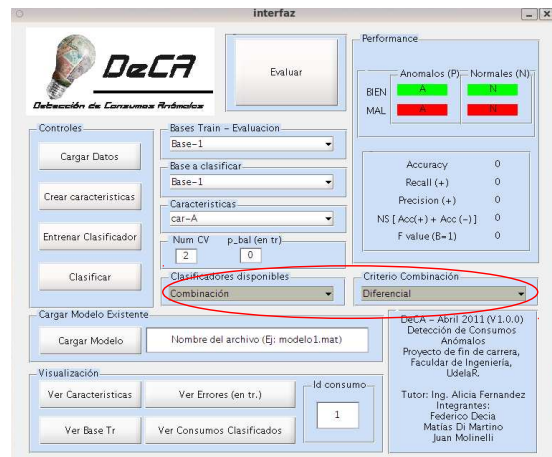 interfaz
DeCA
Detección de Consumos Anómalos
Evaluar
Performance
Anomalos (P)
Normales (N)
BIEN
A
N
MAL
A
N
Accuracy 0
Recall (+) 0
Precision (+) 0
NS [ Acc(+) + Acc (-) ] 0
F value (B=1) 0
Controles
Cargar Datos
Crear caracteristicas
Entrenar Clasificador
Clasificar
Bases Train - Evaluacion
Base-1
Base a clasificar
Base-1
Caracteristicas
car-A
Num CV
p_bal (en tr)
2
0
Clasificadores disponibles
Combinación
Criterio Combinación
Diferencial
Cargar Modelo Existente
Cargar Modelo
Nombre del archivo (Ej: modelo1.mat)
Visualización
Ver Caracteristicas
Ver Errores (en tr.)
Ver Base Tr
Ver Consumos Clasificados
Id consumo
1
DeCA - Abril 2011 (V1.0.0)
Detección de Consumos
Anómalos
Proyecto de fin de carrera,
Faculdar de Ingeniería,
UdelaR.
Tutor: Ing. Alicia Fernandez
Integrantes:
Federico Decia
Matías Di Martino
Juan Molinelli